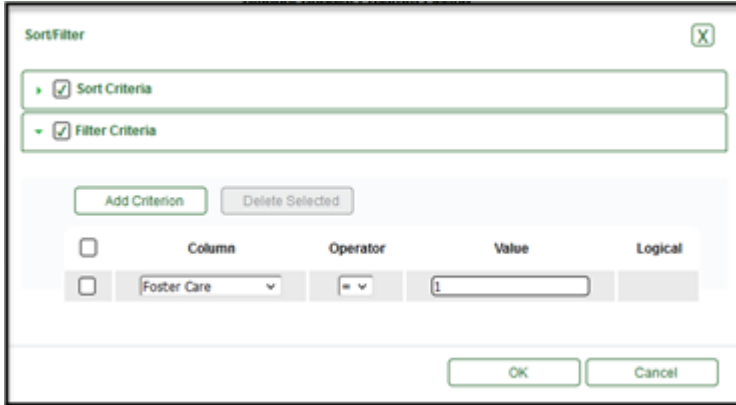 Sort/Filter
X
Sort Criteria
Filter Criteria
Add Criterion Delete Selected
Column Operator Value Logical
Foster Care = 1
OK Cancel